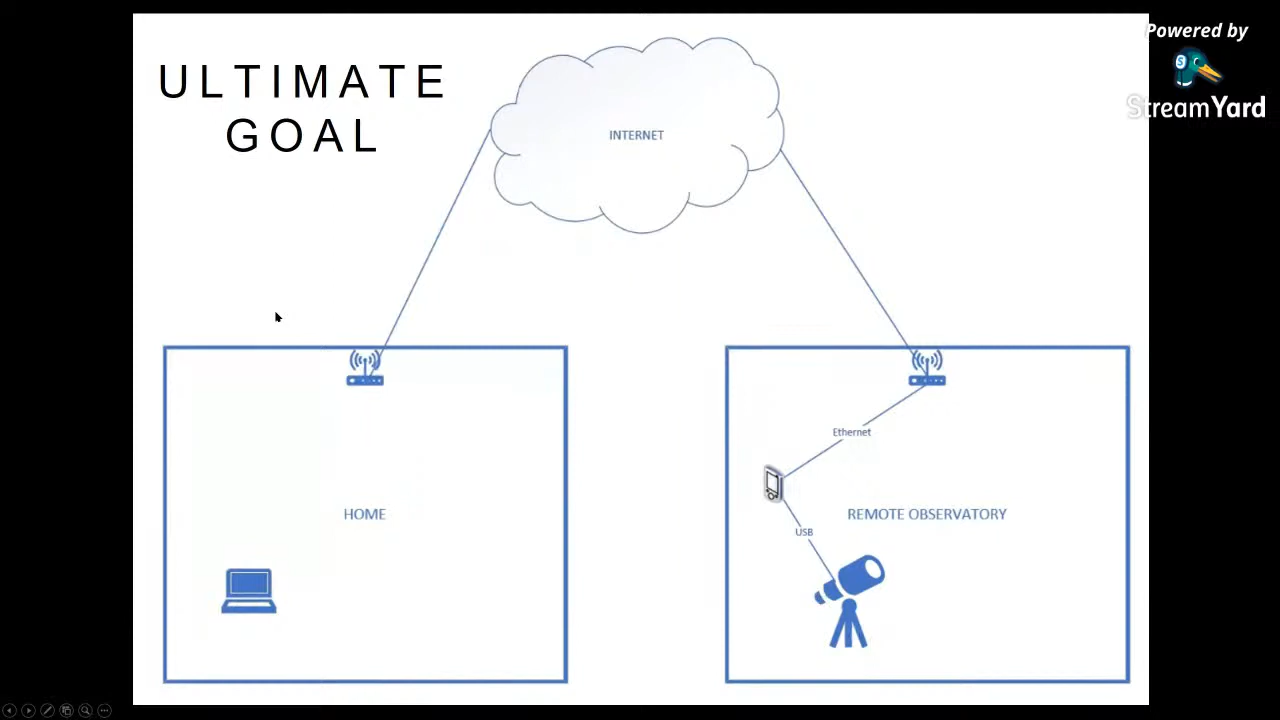 ULTIMATE
GOAL
Powered by
StreamYard
INTERNET
Ethernet
HOME
REMOTE OBSERVATORY
USB